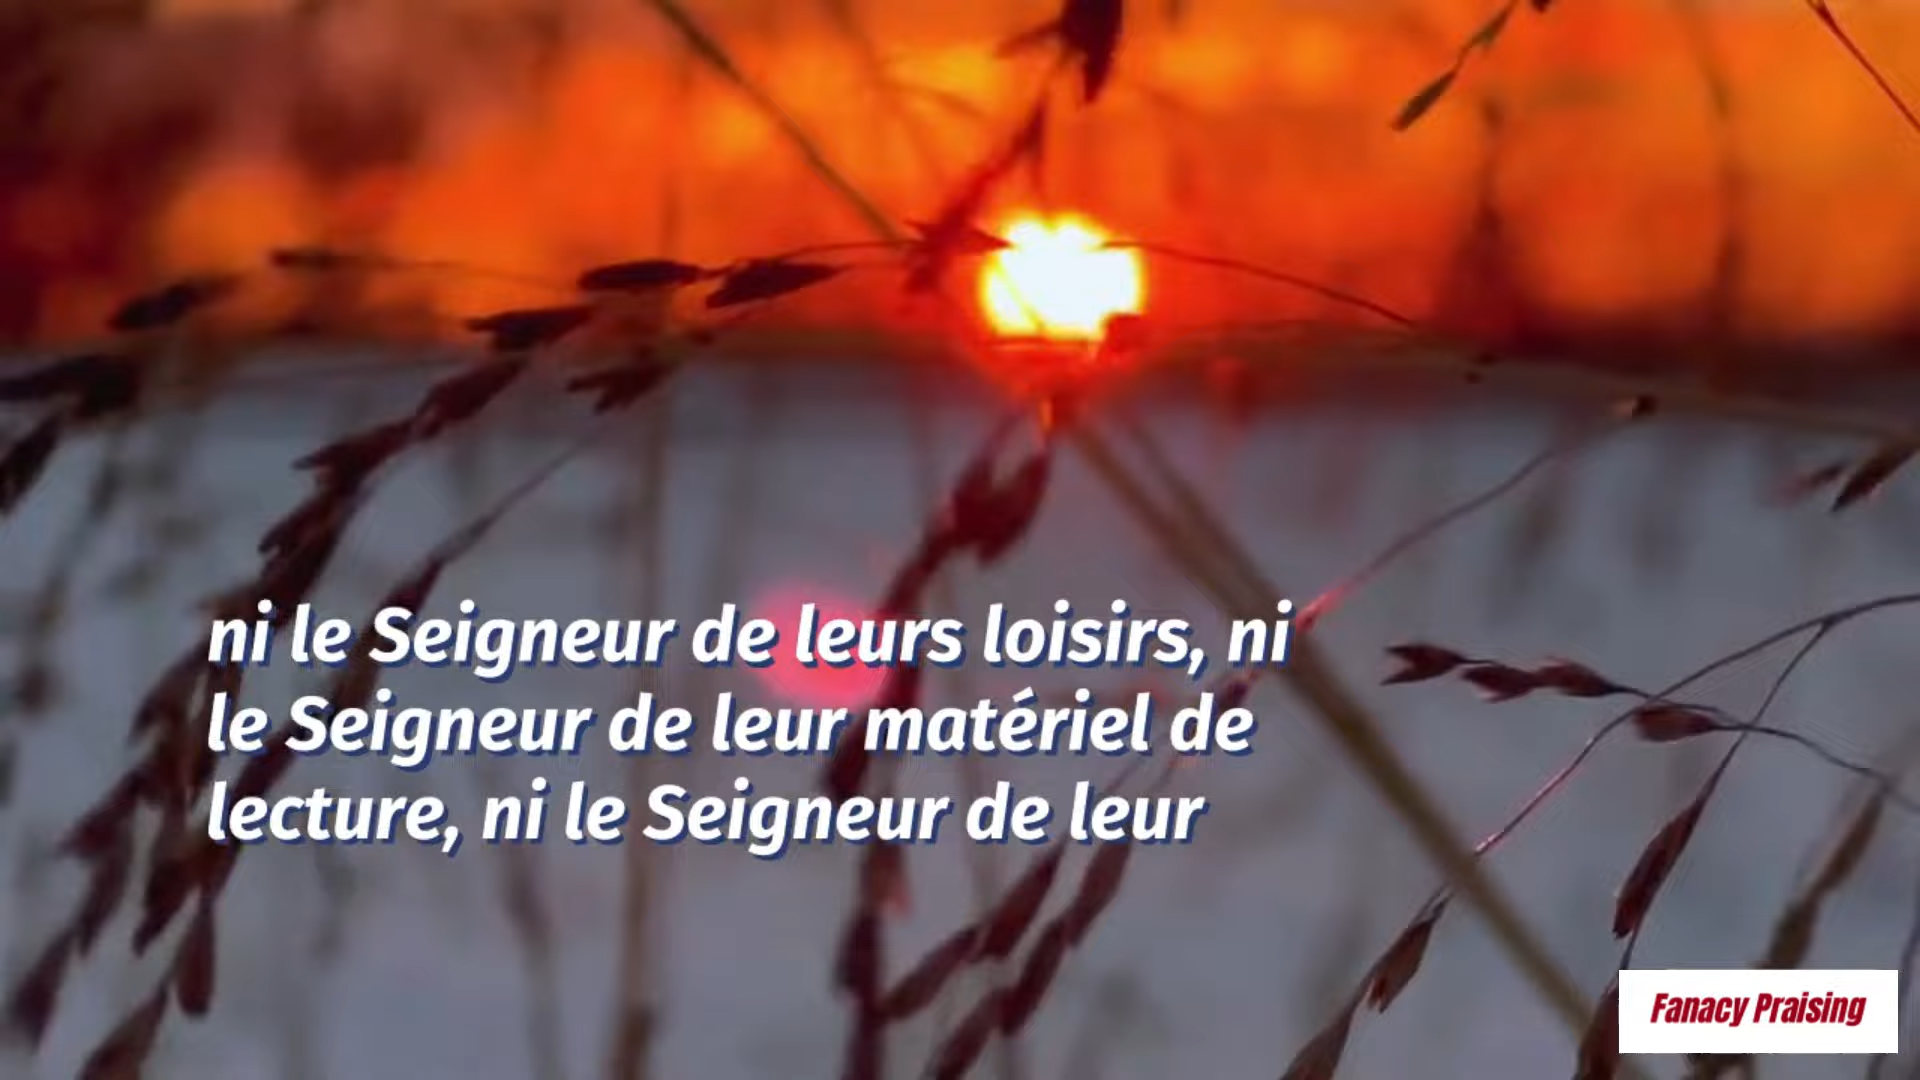 ni le Seigneur de leurs loisirs, ni
le Seigneur de leur matériel de
lecture, ni le Seigneur de leur
Fanacy Praising